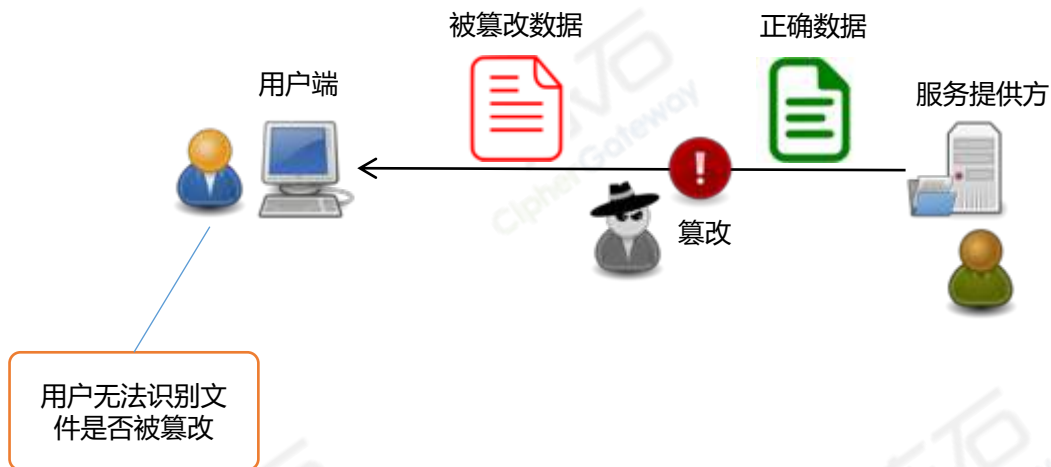 被篡改数据
正确数据
用户端
服务提供方
CipherGateway
篡改
用户无法识别文
件是否被篡改